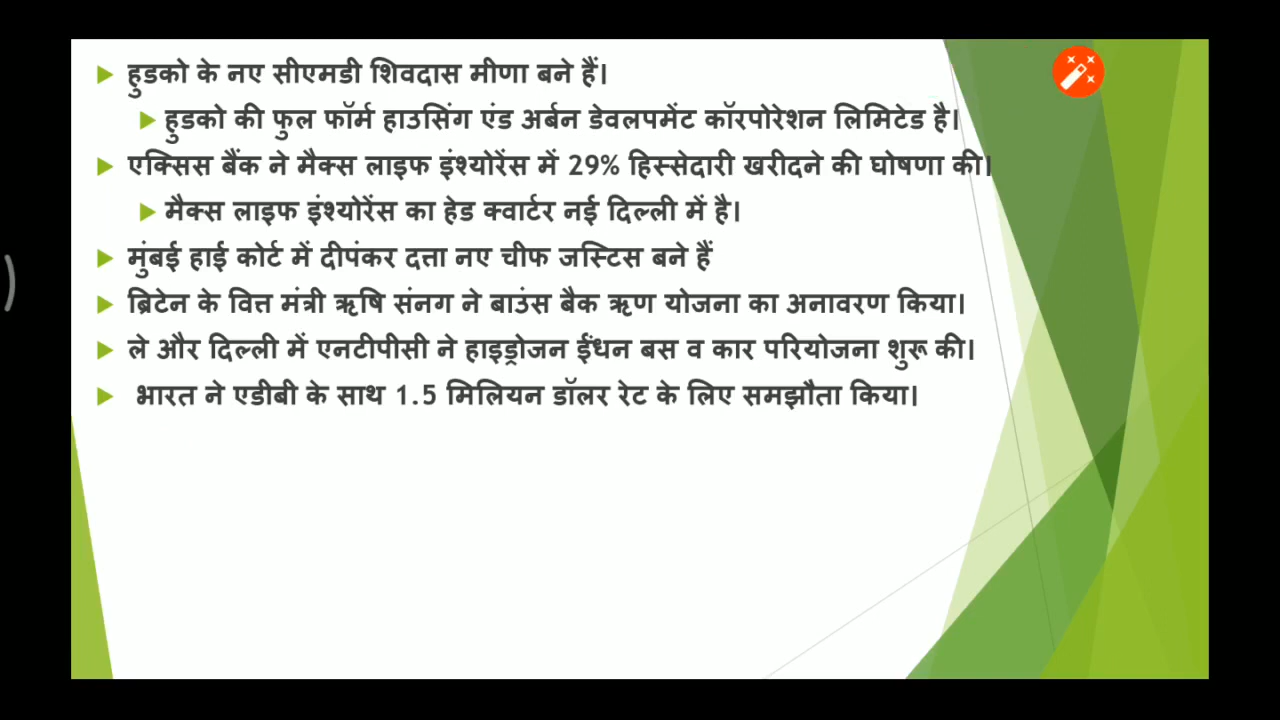 हुडको के नए सीएमडी शिवदास मीणा बने हैं।
हुडको की फुल फॉर्म हाउसिंग एंड अर्बन डेवलपमेंट कॉरपोरेशन लिमिटेड है।
एक्सिस बैंक ने मैक्स लाइफ इंश्योरेंस में 29% हिस्सेदारी खरीदने की घोषणा की।
मैक्स लाइफ इंश्योरेंस का हेड क्वार्टर नई दिल्ली में है।
मुंबई हाई कोर्ट में दीपंकर दत्ता नए चीफ जस्टिस बने हैं
ब्रिटेन के वित्त मंत्री ऋषि संनग ने बाउंस बैक ऋण योजना का अनावरण किया।
ले और दिल्ली में एनटीपीसी ने हाइड्रोजन ईंधन बस व कार परियोजना शुरू की।
भारत ने एडीबी के साथ 1.5 मिलियन डॉलर रेट के लिए समझौता किया।